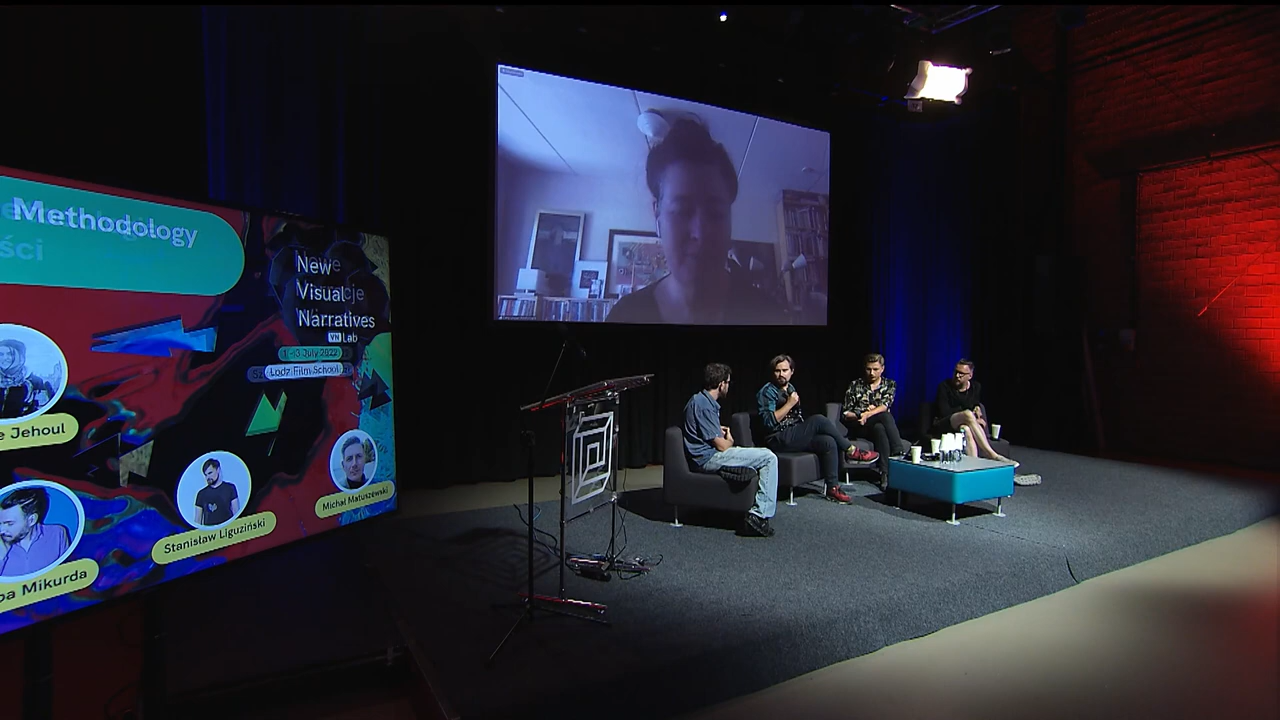 Methodology
ści
New
Visual
Narratives
VN Lab
1–3 July 2022
Lodz Film School
e Jehoul
Michał Matuszewski
Stanisław Liguziński
ba Mikurda